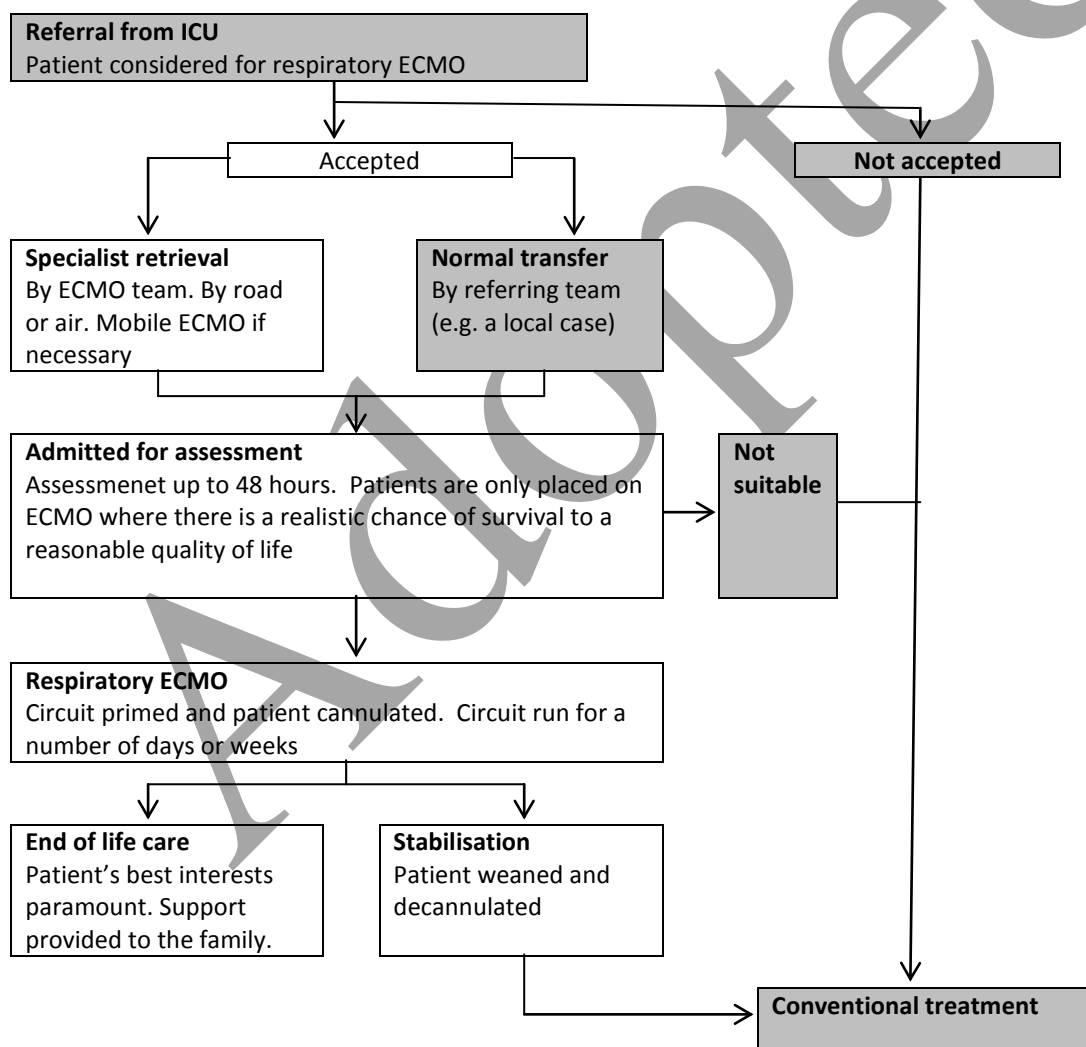 Referral from ICU
Patient considered for respiratory ECMO
Accepted
Not accepted
Specialist retrieval
By ECMO team. By road
or air. Mobile ECMO if
necessary
Normal transfer
By referring team
(e.g. a local case)
Admitted for assessment
Assessmenet up to 48 hours.  Patients are only placed on
ECMO where there is a realistic chance of survival to a
reasonable quality of life
Not
suitable
Respiratory ECMO
Circuit primed and patient cannulated.  Circuit run for a
number of days or weeks
End of life care
Patient’s best interests
paramount. Support
provided to the family.
Stabilisation
Patient weaned and
decannulated
Conventional treatment
Adopte